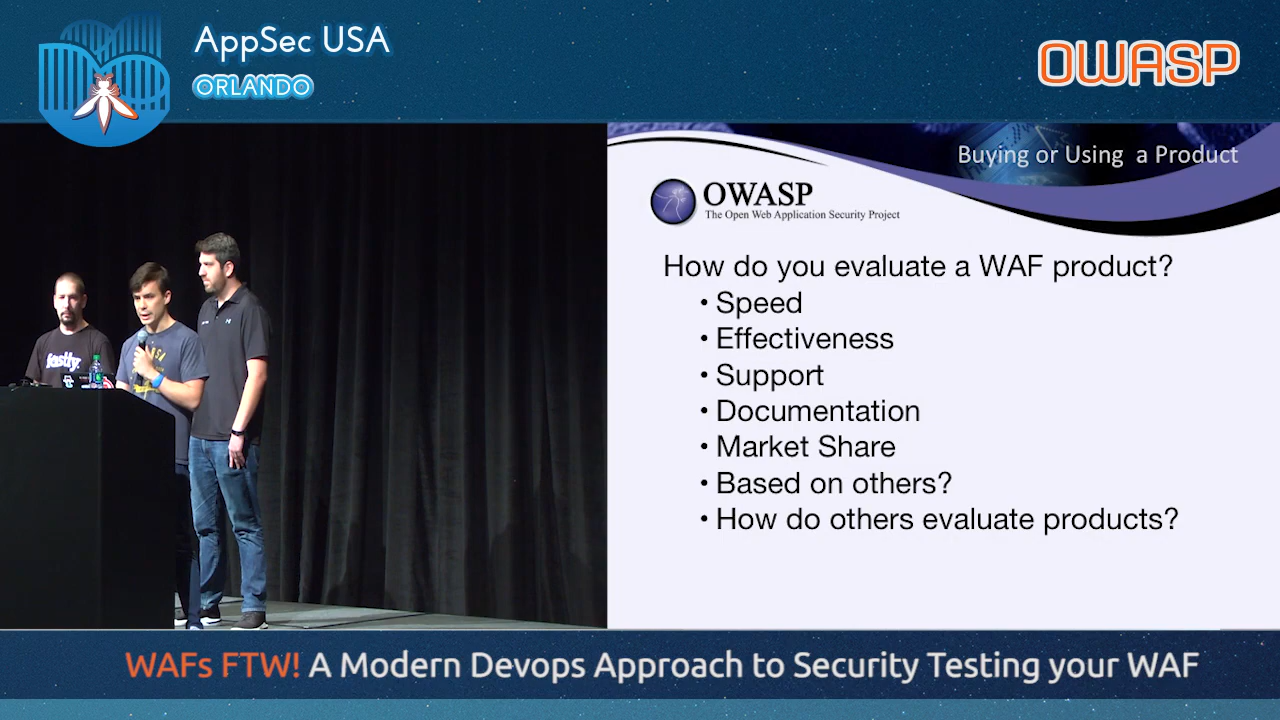 AppSec USA
ORLANDO
OWASP
Buying or Using a Product
OWASP
The Open Web Application Security Project
How do you evaluate a WAF product?
• Speed
• Effectiveness
• Support
• Documentation
• Market Share
• Based on others?
• How do others evaluate products?
fastly
WAFs FTW! A Modern Devops Approach to Security Testing your WAF